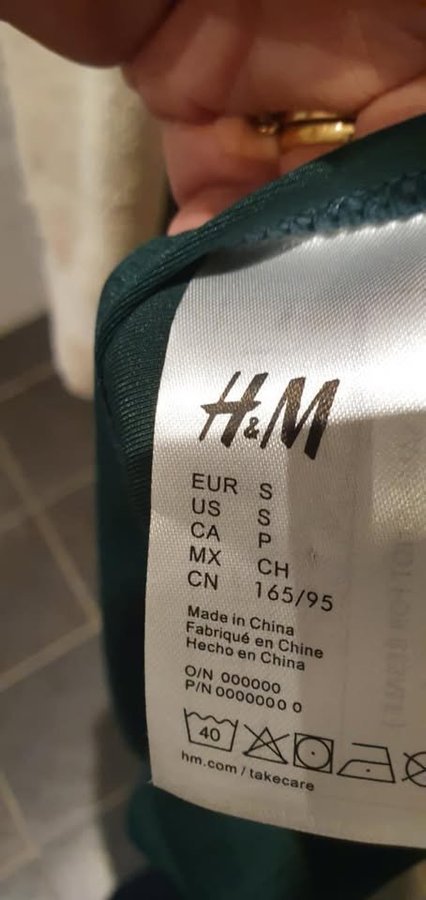 H&M
EUR S
US S
CA P
MX CH
CN 165/95
Made in China
Fabriqué en Chine
Hecho en China
O/N 000000
P/N 0000000 0
40
hm.com / takecare